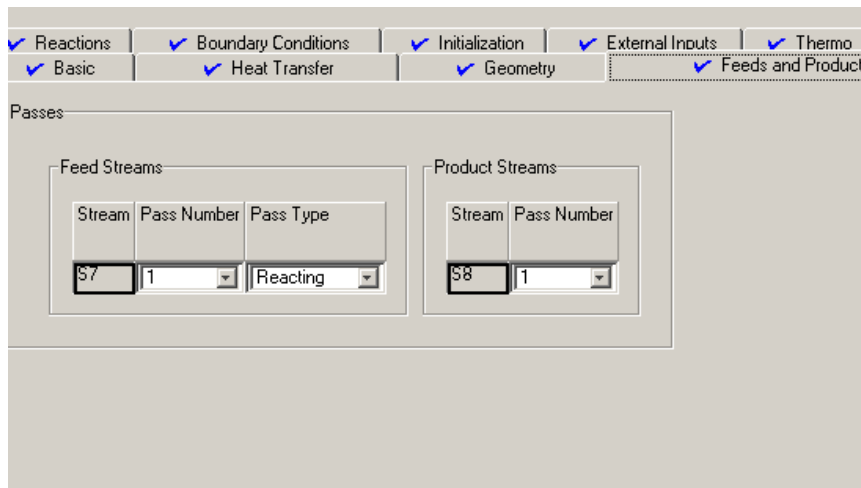 Reactions Boundary Conditions Initialization External Inputs Thermo
Basic Heat Transfer Geometry Feeds and Product
Passes
Feed Streams Product Streams
Stream Pass Number Pass Type Stream Pass Number
S7 1 Reacting S8 1